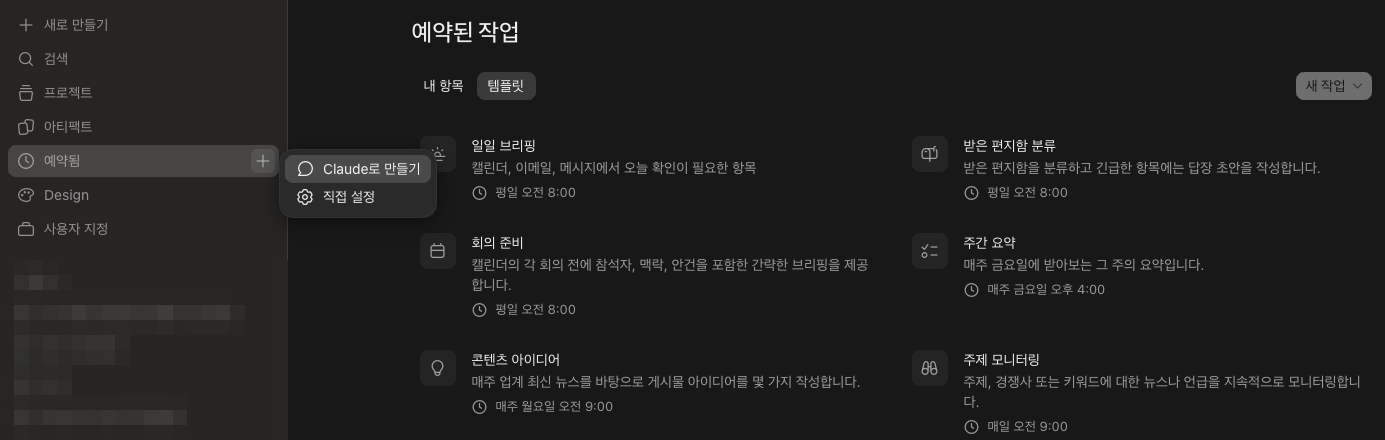 새로 만들기
검색
프로젝트
아티팩트
예약됨
Design
사용자 지정
Claude로 만들기
직접 설정
예약된 작업
내 항목
템플릿
새 작업
일일 브리핑
캘린더, 이메일, 메시지에서 오늘 확인이 필요한 항목
평일 오전 8:00
받은 편지함 분류
받은 편지함을 분류하고 긴급한 항목에는 답장 초안을 작성합니다.
평일 오전 8:00
회의 준비
캘린더의 각 회의 전에 참석자, 맥락, 안건을 포함한 간략한 브리핑을 제공
합니다.
평일 오전 8:00
주간 요약
매주 금요일에 받아보는 그 주의 요약입니다.
매주 금요일 오후 4:00
콘텐츠 아이디어
매주 업계 최신 뉴스를 바탕으로 게시물 아이디어를 몇 가지 작성합니다.
매주 월요일 오전 9:00
주제 모니터링
주제, 경쟁사 또는 키워드에 대한 뉴스나 언급을 지속적으로 모니터링합니
다.
매일 오전 9:00